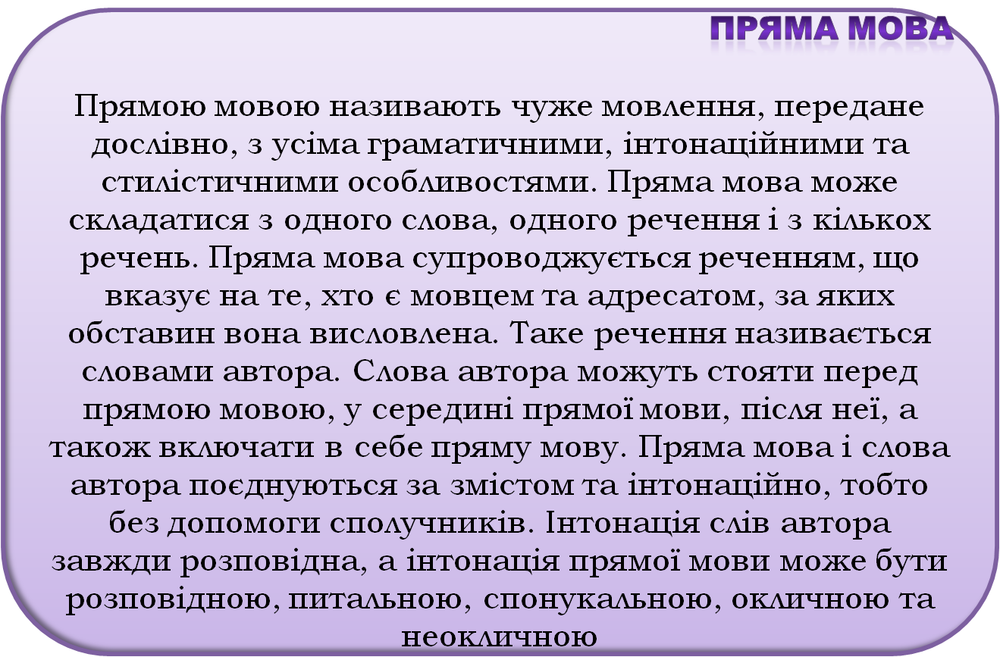 ПРЯМА МОВА
Прямою мовою називають чуже мовлення, передане
дослівно, з усіма граматичними, інтонаційними та
стилістичними особливостями. Пряма мова може
складатися з одного слова, одного речення і з кількох
речень. Пряма мова супроводжується реченням, що
вказує на те, хто є мовцем та адресатом, за яких
обставин вона висловлена. Таке речення називається
словами автора. Слова автора можуть стояти перед
прямою мовою, у середині прямої мови, після неї, а
також включати в себе пряму мову. Пряма мова і слова
автора поєднуються за змістом та інтонаційно, тобто
без допомоги сполучників. Інтонація слів автора
завжди розповідна, а інтонація прямої мови може бути
розповідною, питальною, спонукальною, окличною та
неокличною